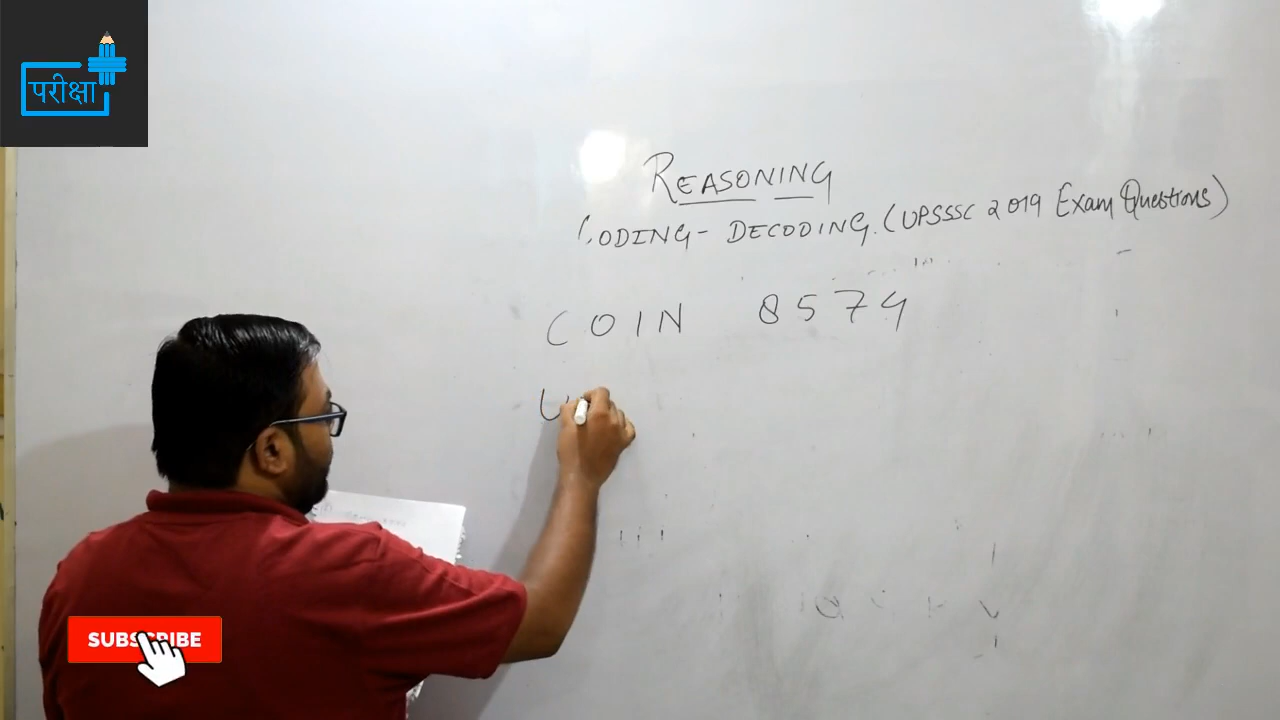 परीक्षा
REASONING
CODING- DECODING. (UPSSSC 2019 Exam Questions)
COIN 8574
SUBSCRIBE